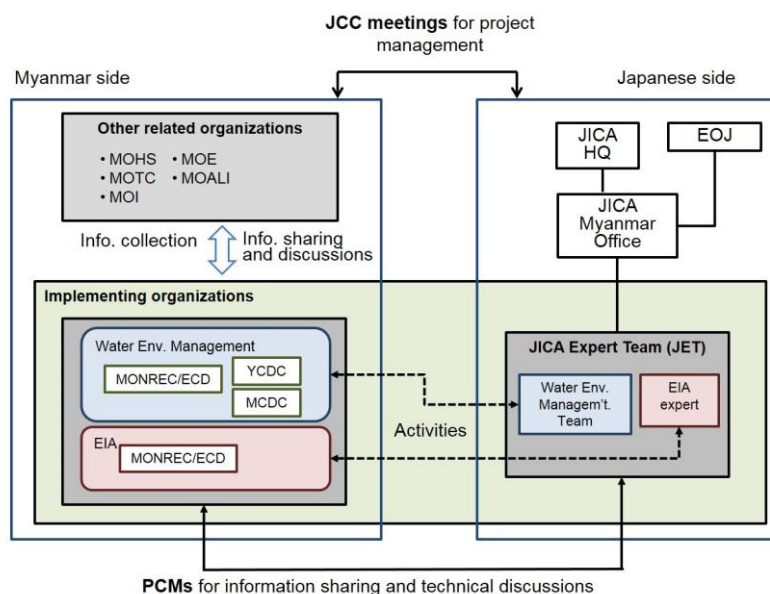 JCC meetings for project
management
Myanmar side
Japanese side
Other related organizations
• MOHS • MOE
• MOTC • MOALI
• MOI
JICA
HQ
EOJ
JICA
Myanmar
Office
Info. collection
Info. sharing
and discussions
Implementing organizations
Water Env. Management
MONREC/ECD
YCDC
MCDC
EIA
MONREC/ECD
Activities
JICA Expert Team (JET)
Water Env.
Managem't.
Team
EIA
expert
PCMs for information sharing and technical discussions